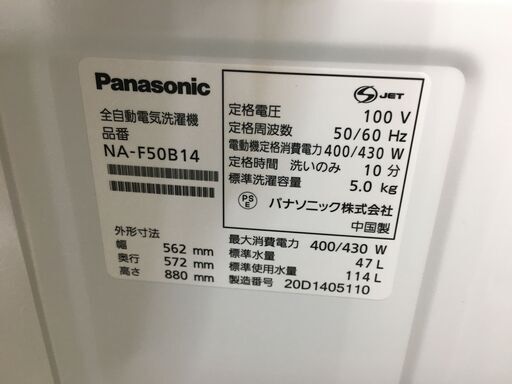 Panasonic
全自動電気洗濯機
品番
NA-F50B14
外形寸法
幅 562 mm
奥行 572 mm
高さ 880 mm
S JET
定格電圧 100 V
定格周波数 50/60 Hz
電動機定格消費電力 400/430 W
定格時間 洗いのみ 10 分
標準洗濯容量 5.0 kg
PS E パナソニック株式会社
中国製
最大消費電力 400/430 W
標準水量 47 L
標準使用水量 114 L
製造番号 20D1405110